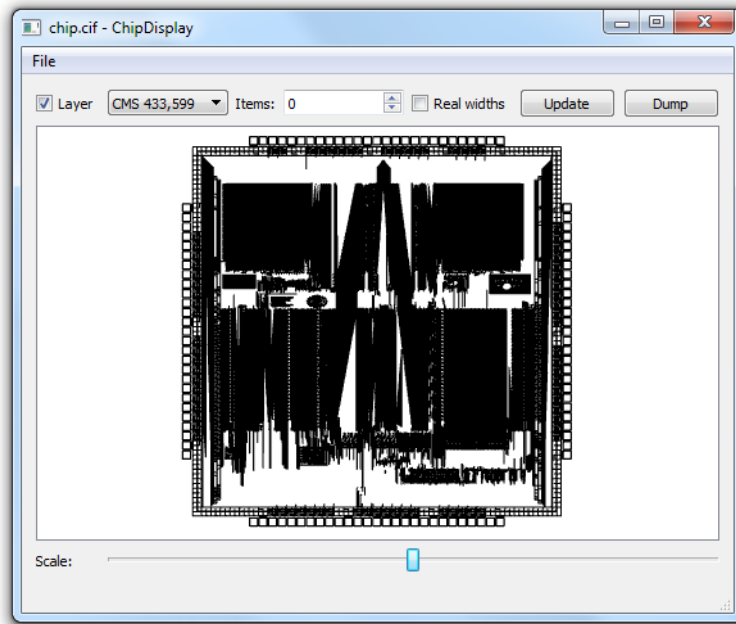 chip.cif - ChipDisplay
File
Layer CMS 433,599 Items: 0 Real widths Update Dump
Scale: